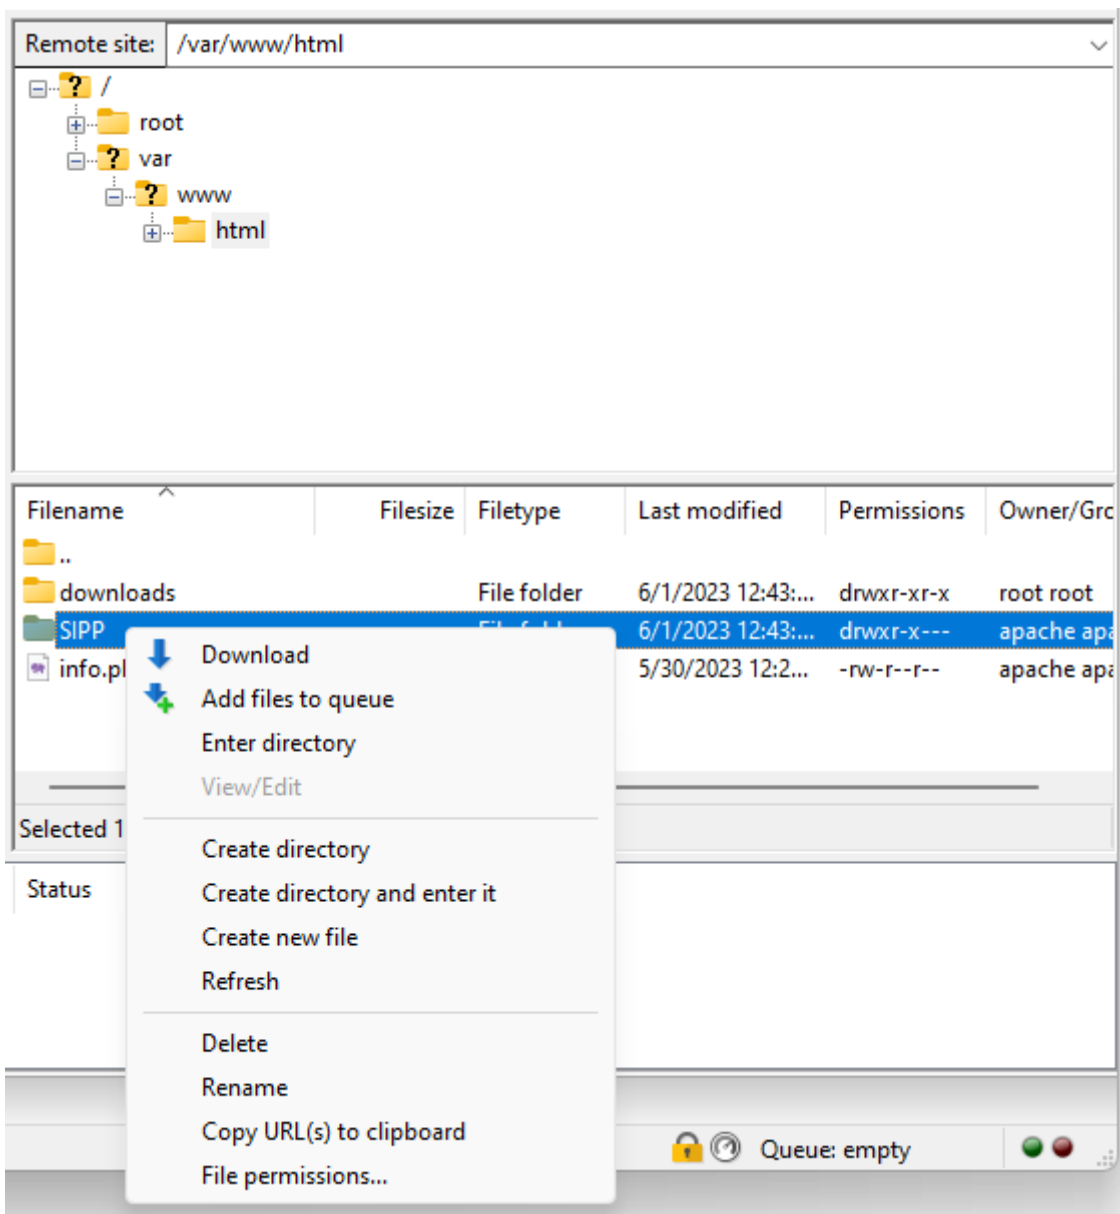 Remote site: /var/www/html
/
root
var
www
html
Filename Filesize Filetype Last modified Permissions Owner/Grc
..
downloads File folder 6/1/2023 12:43:... drwxr-xr-x root root
SIPP 6/1/2023 12:43:... drwxr-x--- apache apa
info.pl 5/30/2023 12:2... -rw-r--r-- apache apa
Download
Add files to queue
Enter directory
View/Edit
Selected 1
Create directory
Status
Create directory and enter it
Create new file
Refresh
Delete
Rename
Copy URL(s) to clipboard
Queue: empty
File permissions...